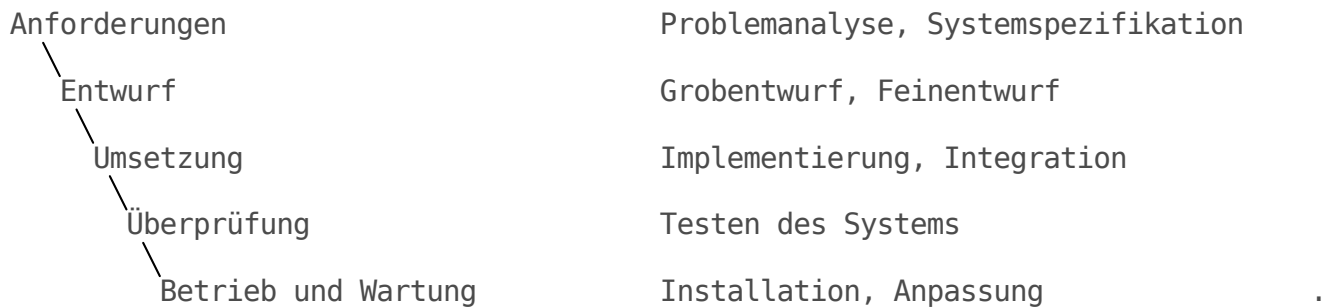 Anforderungen Problemanalyse, Systemspezifikation
Entwurf Grobentwurf, Feinentwurf
Umsetzung Implementierung, Integration
Überprüfung Testen des Systems
Betrieb und Wartung Installation, Anpassung .